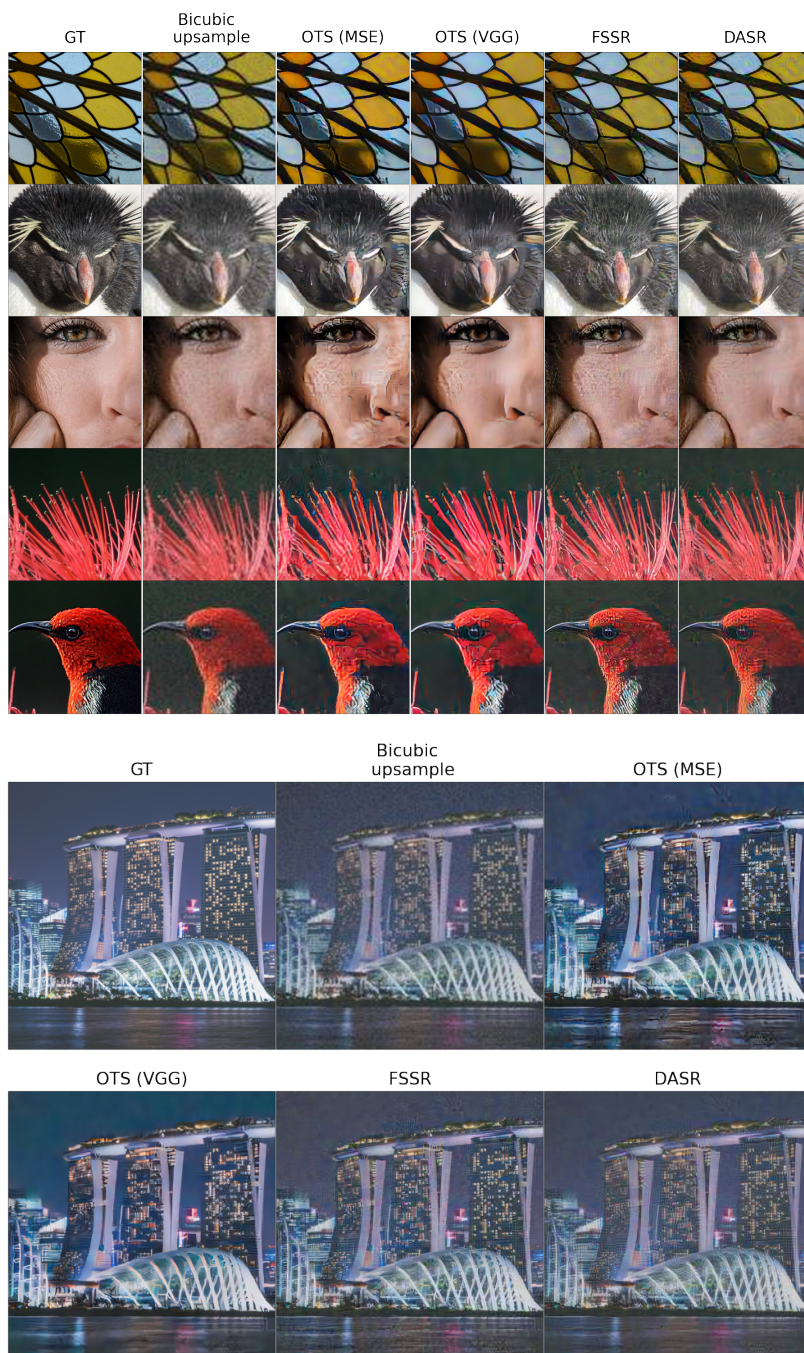 GT
Bicubic
upsample
OTS (MSE)
OTS (VGG)
FSSR
DASR
GT
Bicubic
upsample
OTS (MSE)
OTS (VGG)
FSSR
DASR